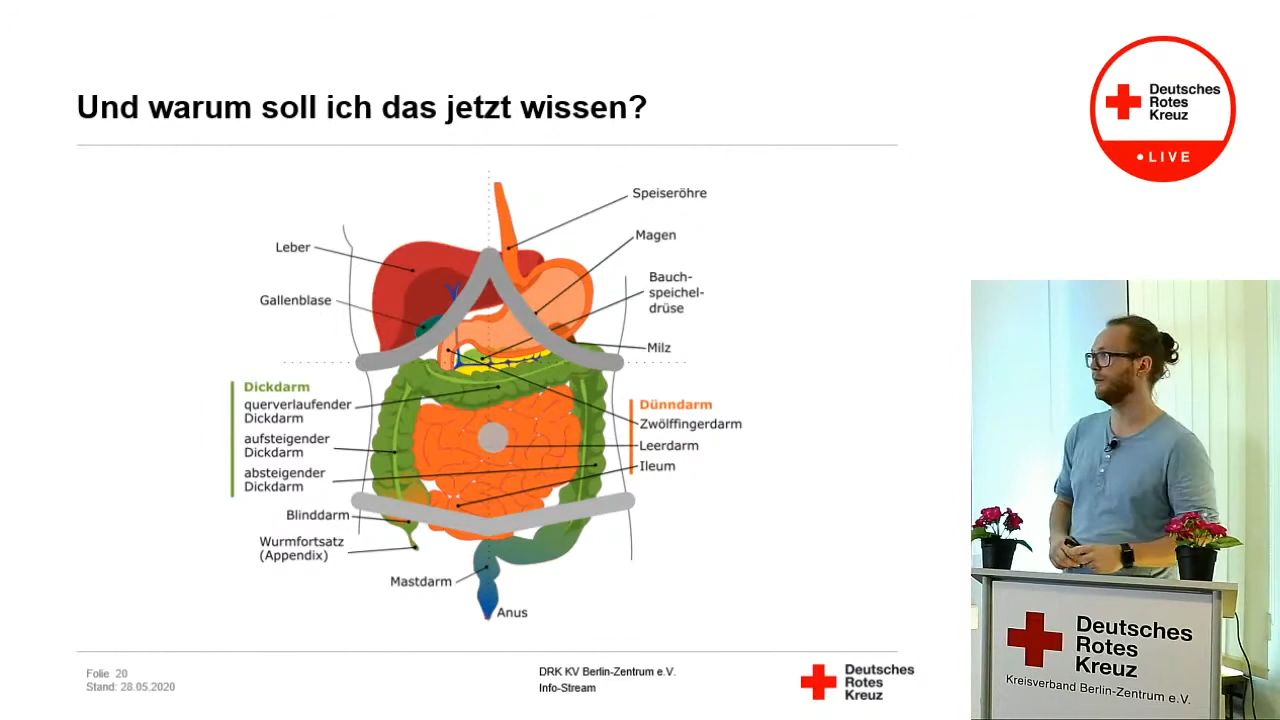 Und warum soll ich das jetzt wissen?
Deutsches
Rotes
Kreuz
LIVE
Speiseröhre
Magen
Bauch-
speichel-
drüse
Milz
Leber
Gallenblase
Dickdarm
querverlaufender
Dickdarm
aufsteigender
Dickdarm
absteigender
Dickdarm
Blinddarm
Wurmfortsatz
(Appendix)
Mastdarm
Anus
Dünndarm
Zwölffingerdarm
Leerdarm
Ileum
Folie 20
Stand: 28.05.2020
DRK KV Berlin-Zentrum e.V.
Info-Stream
Deutsches
Rotes
Kreuz
Deutsches
Rotes
Kreuz
Kreisverband Berlin-Zentrum e.V.